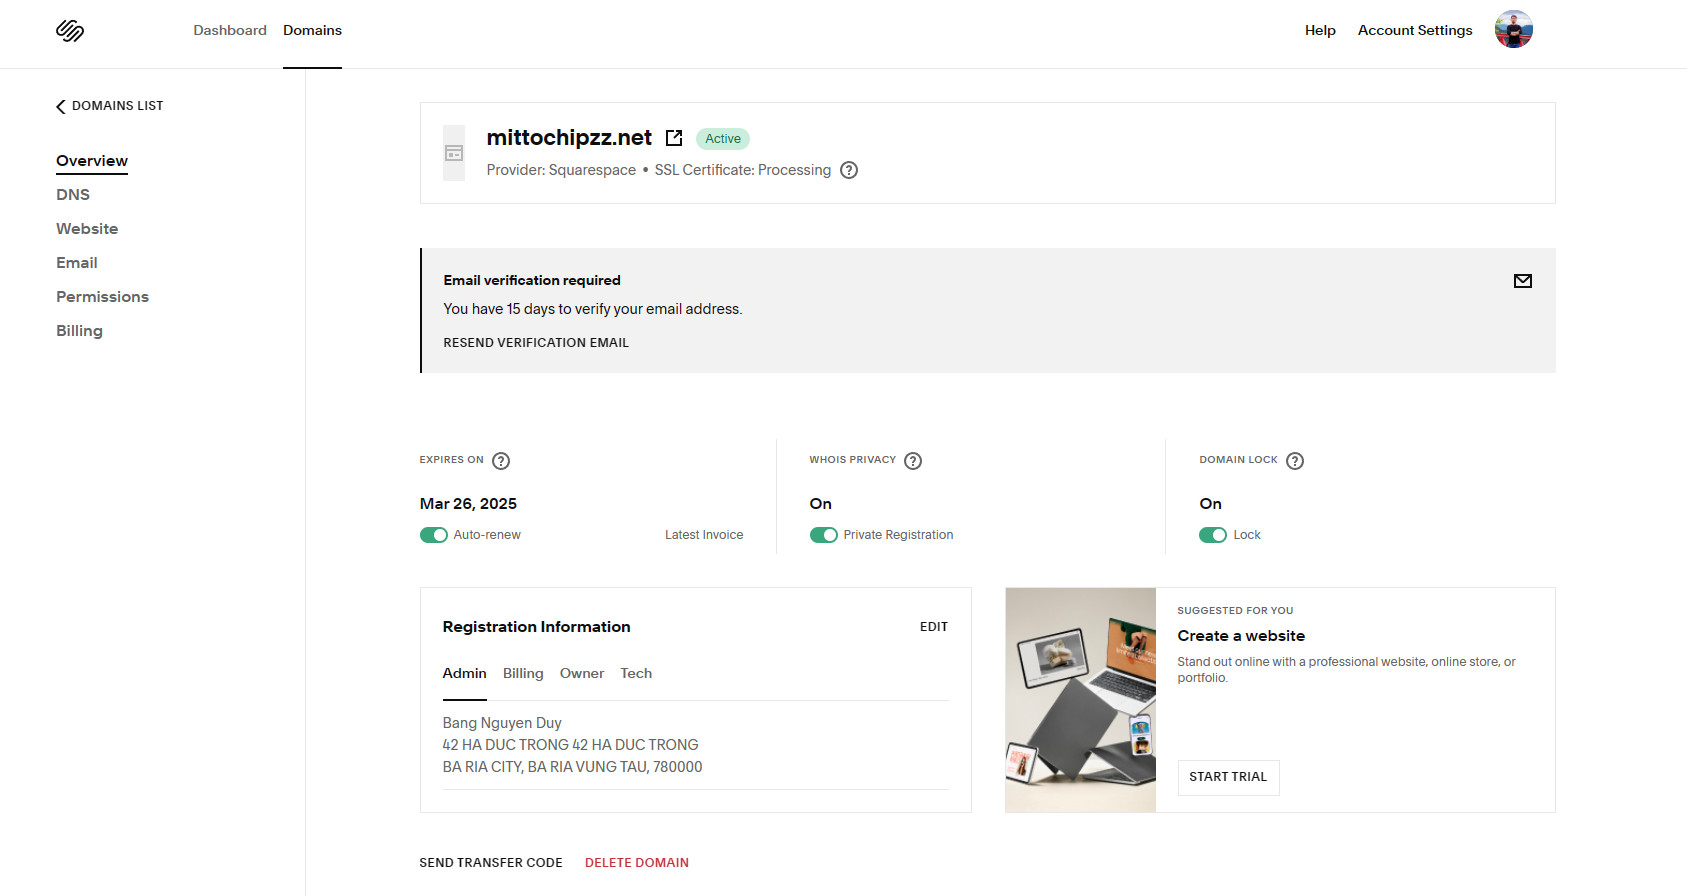 Dashboard Domains Help Account Settings
DOMAINS LIST
Overview
DNS
Website
Email
Permissions
Billing
mittochipzz.net Active
Provider: Squarespace • SSL Certificate: Processing ?
Email verification required
You have 15 days to verify your email address.
RESEND VERIFICATION EMAIL
EXPIRES ON ?
Mar 26, 2025
Auto-renew Latest Invoice
WHOIS PRIVACY ?
On
Private Registration
DOMAIN LOCK ?
On
Lock
Registration Information EDIT
Admin Billing Owner Tech
Bang Nguyen Duy
42 HA DUC TRONG 42 HA DUC TRONG
BA RIA CITY, BA RIA VUNG TAU, 780000
SUGGESTED FOR YOU
Create a website
Stand out online with a professional website, online store, or
portfolio.
START TRIAL
SEND TRANSFER CODE DELETE DOMAIN